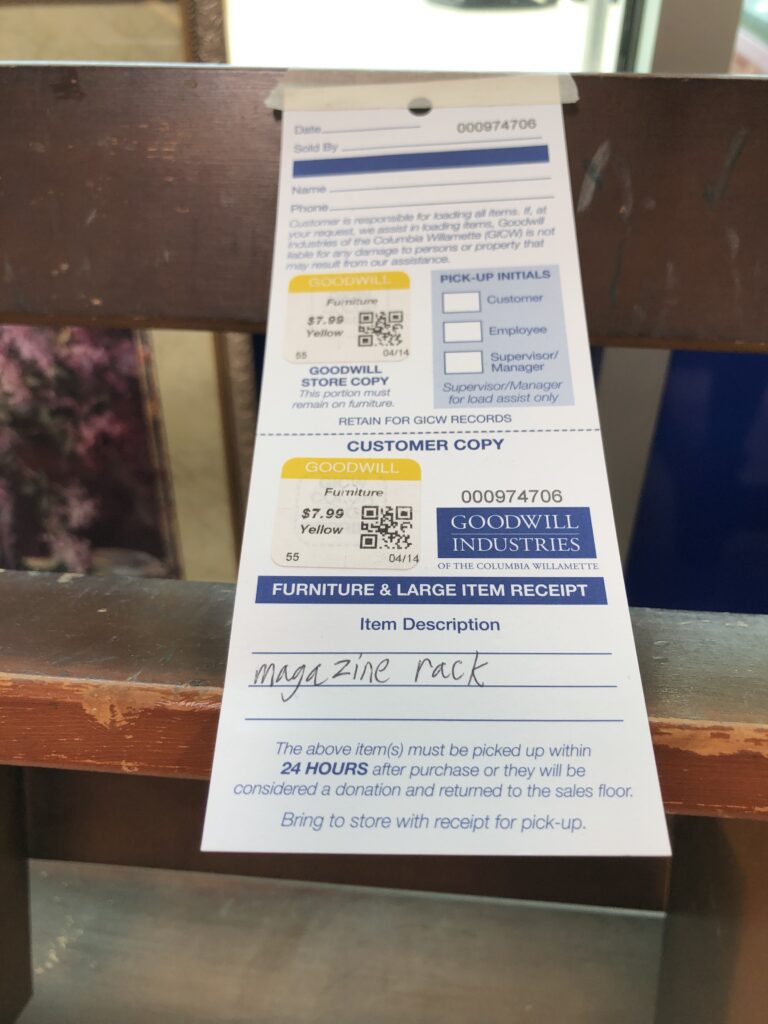 Date
000974706
Sold By
Name
Phone
Customer is responsible for loading all items. If, at
your request, we assist in loading items, Goodwill
Industries of the Columbia Willamette (GICW) is not
liable for any damage to persons or property that
may result from our assistance.
GOODWILL
Furniture
$7.99
Yellow
55
04/14
GOODWILL
STORE COPY
This portion must
remain on furniture.
PICK-UP INITIALS
Customer
Employee
Supervisor/
Manager
Supervisor/Manager
for load assist only
RETAIN FOR GICW RECORDS
CUSTOMER COPY
GOODWILL
Furniture
$7.99
Yellow
55
04/14
000974706
GOODWILL
INDUSTRIES
OF THE COLUMBIA WILLAMETTE
FURNITURE & LARGE ITEM RECEIPT
Item Description
magazine rack
The above item(s) must be picked up within
24 HOURS after purchase or they will be
considered a donation and returned to the sales floor.
Bring to store with receipt for pick-up.